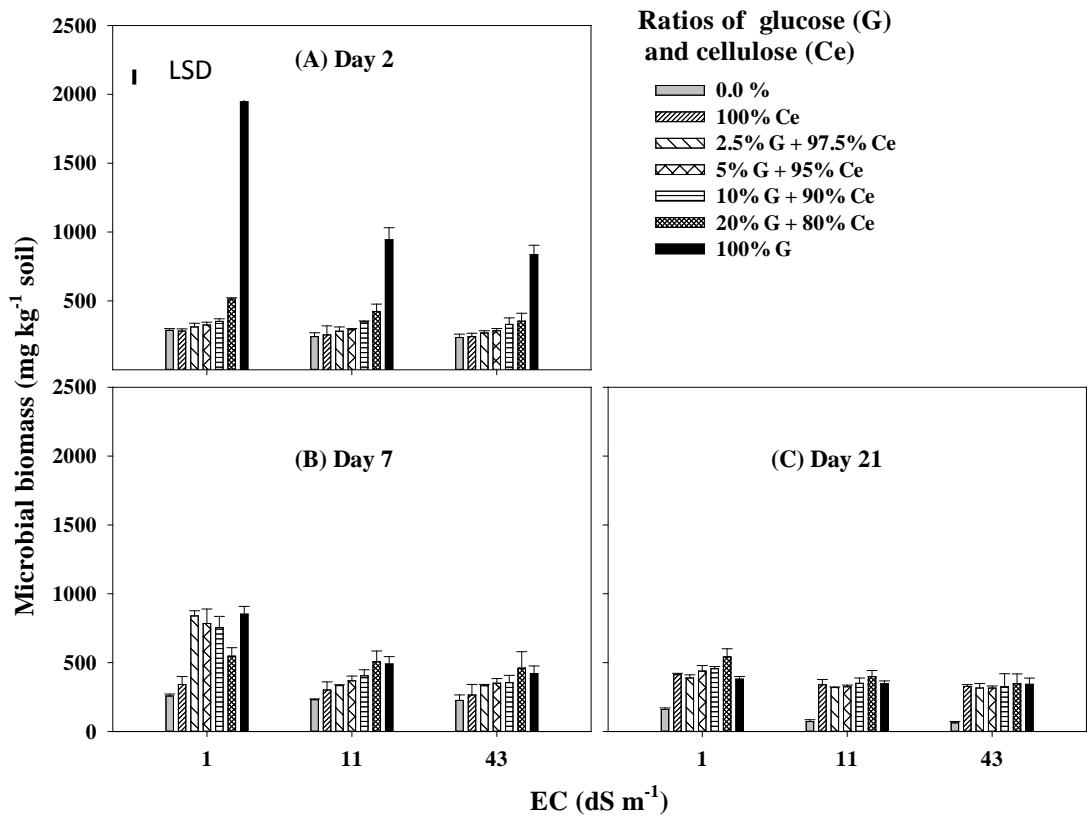 Ratios of glucose (G)
and cellulose (Ce)
0.0 %
100% Ce
2.5% G + 97.5% Ce
5% G + 95% Ce
10% G + 90% Ce
20% G + 80% Ce
100% G
Microbial biomass (mg kg⁻¹ soil)
(A) Day 2
LSD
2500
2000
1500
1000
500
(B) Day 7
2500
2000
1500
1000
500
0
1
11
43
(C) Day 21
1
11
43
EC (dS m⁻¹)